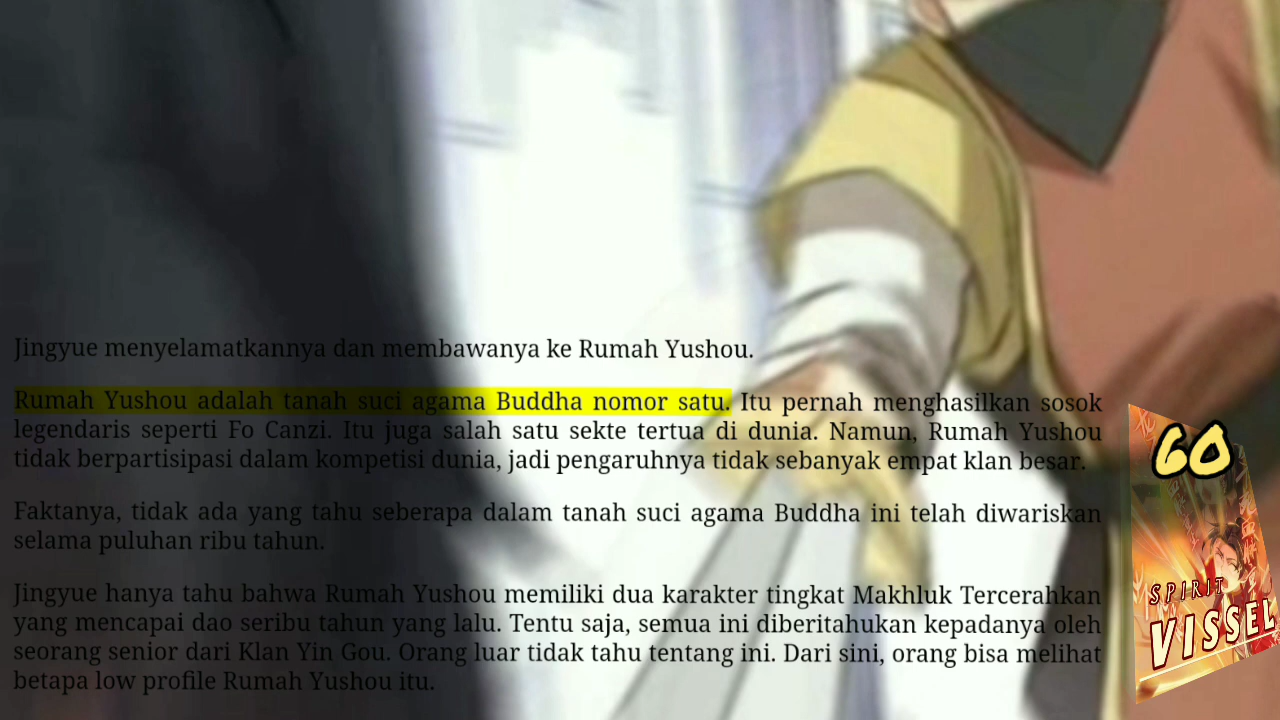 Jingyue menyelamatkannya dan membawanya ke Rumah Yushou.
Rumah Yushou adalah tanah suci agama Buddha nomor satu. Itu pernah menghasilkan sosok
legendaris seperti Fo Canzi. Itu juga salah satu sekte tertua di dunia. Namun, Rumah Yushou
tidak berpartisipasi dalam kompetisi dunia, jadi pengaruhnya tidak sebanyak empat klan besar.
Faktanya, tidak ada yang tahu seberapa dalam tanah suci agama Buddha ini telah diwariskan
selama puluhan ribu tahun.
Jingyue hanya tahu bahwa Rumah Yushou memiliki dua karakter tingkat Makhluk Tercerahkan
yang mencapai dao seribu tahun yang lalu. Tentu saja, semua ini diberitahukan kepadanya oleh
seorang senior dari Klan Yin Gou. Orang luar tidak tahu tentang ini. Dari sini, orang bisa melihat
betapa low profile Rumah Yushou itu.
60
SPIRIT
VISSEL